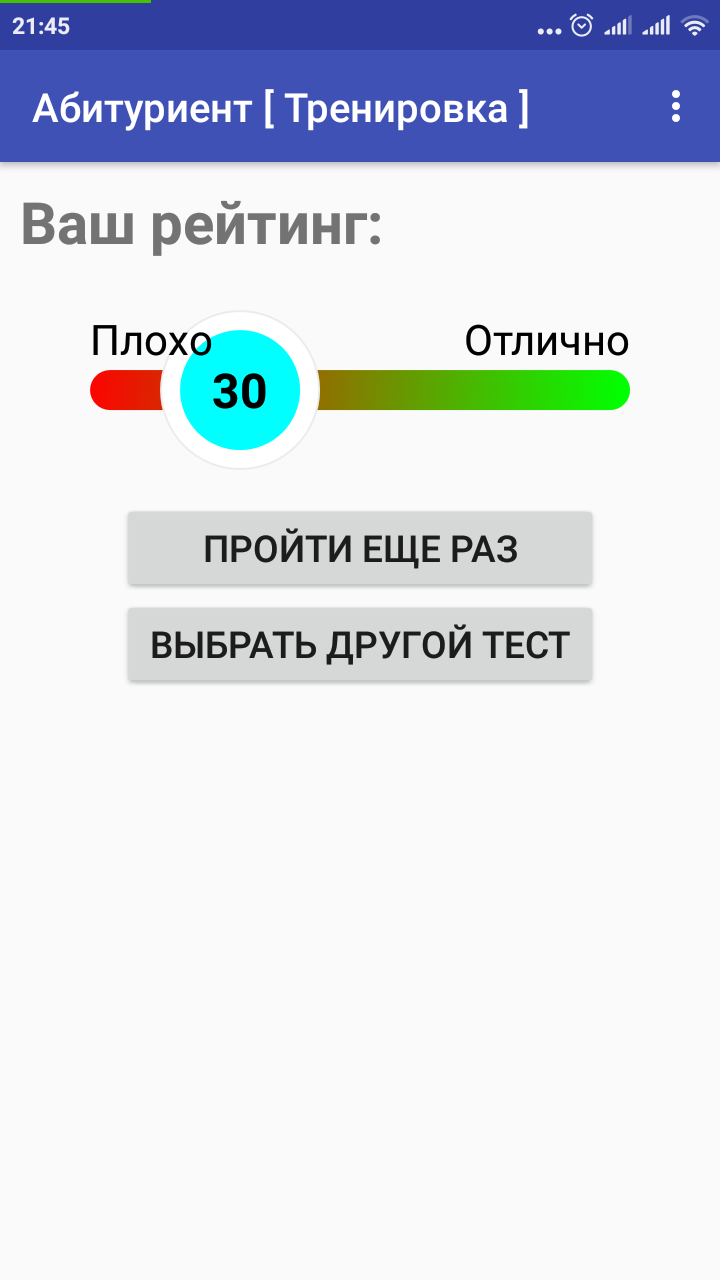 21:45
Абитуриент [ Тренировка ]
Ваш рейтинг:
Плохо Отлично
30
ПРОЙТИ ЕЩЕ РАЗ
ВЫБРАТЬ ДРУГОЙ ТЕСТ